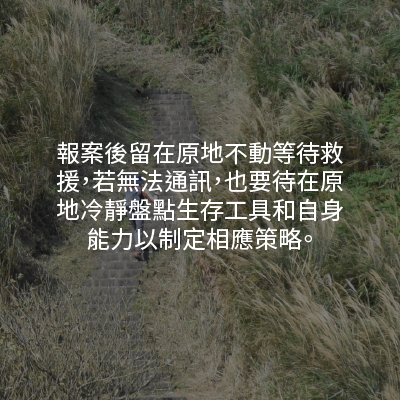 報案後留在原地不動等待救
援，若無法通訊，也要待在原
地冷靜盤點生存工具和自身
能力以制定相應策略。